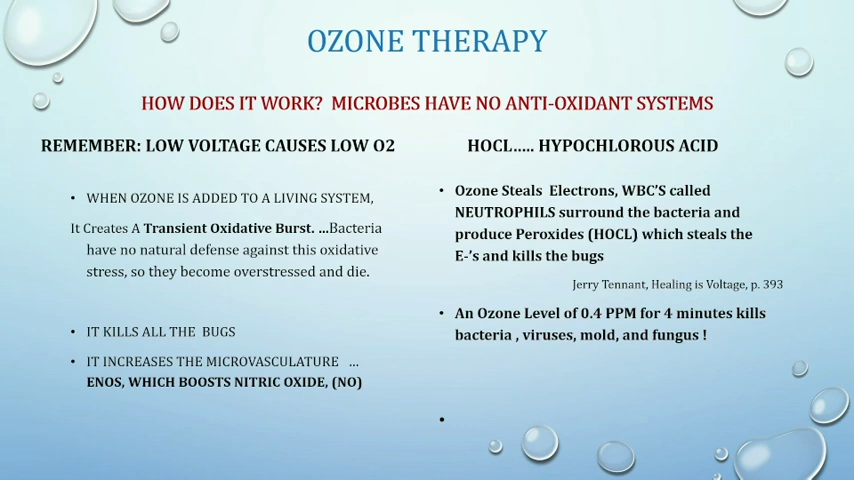 OZONE THERAPY
HOW DOES IT WORK? MICROBES HAVE NO ANTI-OXIDANT SYSTEMS
REMEMBER: LOW VOLTAGE CAUSES LOW O2
• WHEN OZONE IS ADDED TO A LIVING SYSTEM,
It Creates A Transient Oxidative Burst. ...Bacteria
have no natural defense against this oxidative
stress, so they become overstressed and die.
• IT KILLS ALL THE BUGS
• IT INCREASES THE MICROVASCULATURE ...
ENOS, WHICH BOOSTS NITRIC OXIDE, (NO)
HOCL..... HYPOCHLOROUS ACID
• Ozone Steals Electrons, WBC'S called
NEUTROPHILS surround the bacteria and
produce Peroxides (HOCL) which steals the
E-'s and kills the bugs
Jerry Tennant, Healing is Voltage, p. 393
• An Ozone Level of 0.4 PPM for 4 minutes kills
bacteria , viruses, mold, and fungus !
•